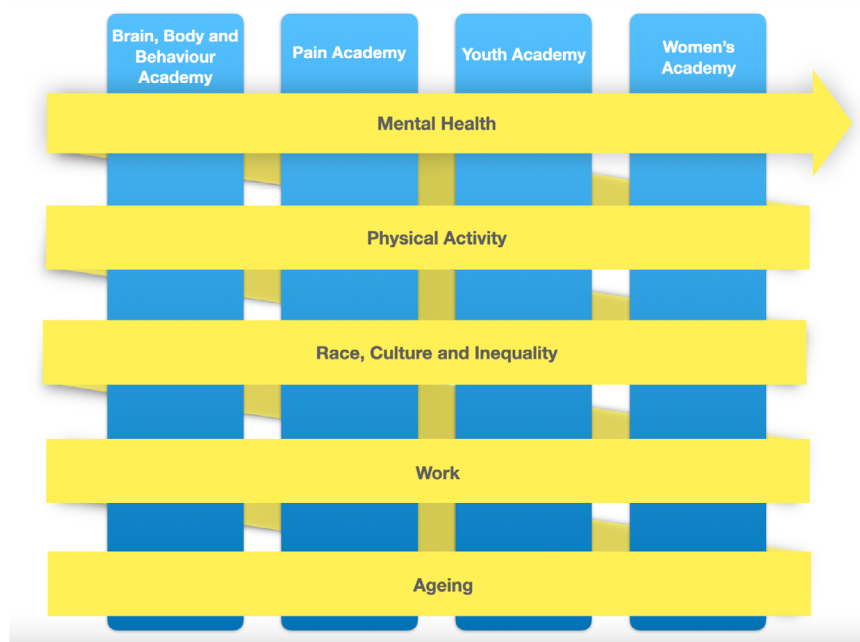 Brain, Body and
Behaviour
Academy
Pain Academy
Youth Academy
Women's
Academy
Mental Health
Physical Activity
Race, Culture and Inequality
Work
Ageing